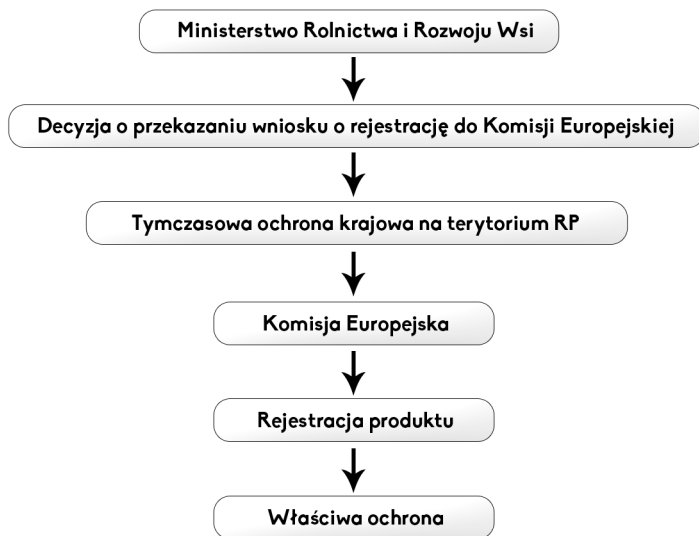 Ministerstwo Rolnictwa i Rozwoju Wsi
Decyzja o przekazaniu wniosku o rejestrację do Komisji Europejskiej
Tymczasowa ochrona krajowa na terytorium RP
Komisja Europejska
Rejestracja produktu
Właściwa ochrona